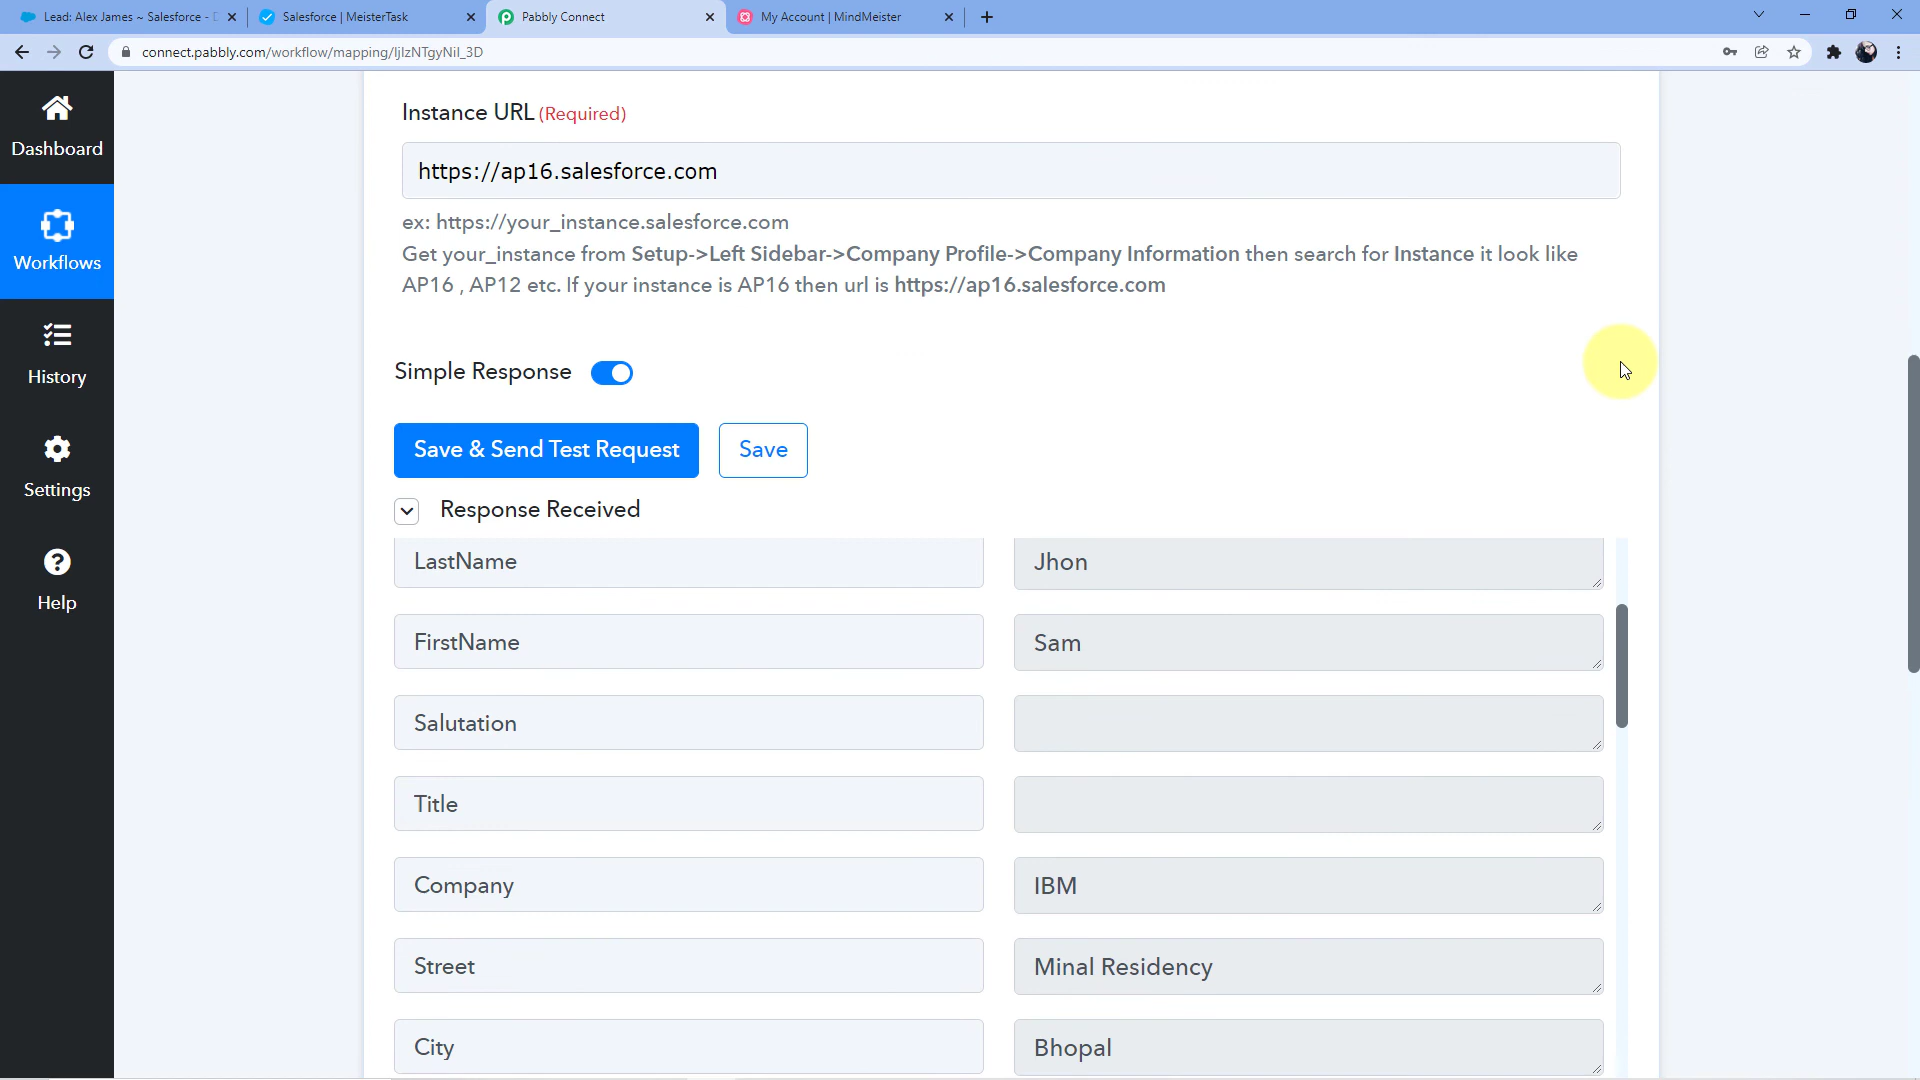 Lead: Alex James ~ Salesforce -
Salesforce | MeisterTask
Pabbly Connect
My Account | MindMeister
connect.pabbly.com/workflow/mapping/IjIzNTgyNiI_3D
Dashboard
Workflows
History
Settings
Help
Instance URL (Required)
https://ap16.salesforce.com
ex: https://your_instance.salesforce.com
Get your_instance from Setup->Left Sidebar->Company Profile->Company Information then search for Instance it look like
AP16 , AP12 etc. If your instance is AP16 then url is https://ap16.salesforce.com
Simple Response
Save & Send Test Request
Save
Response Received
LastName
Jhon
FirstName
Sam
Salutation
Title
Company
IBM
Street
Minal Residency
City
Bhopal